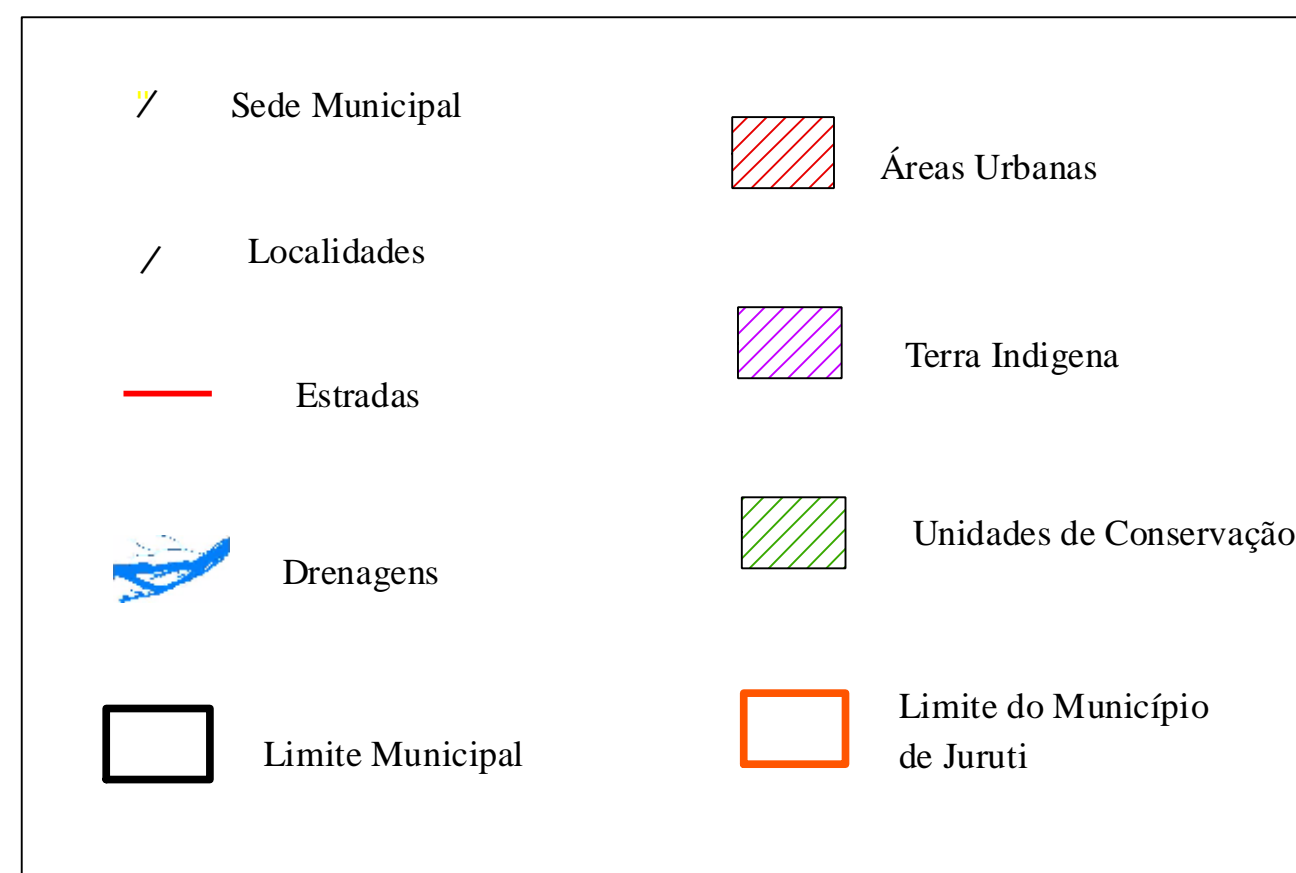 Sede Municipal
Localidades
Estradas
Drenagens
Limite Municipal
Áreas Urbanas
Terra Indigena
Unidades de Conservação
Limite do Município
de Juruti